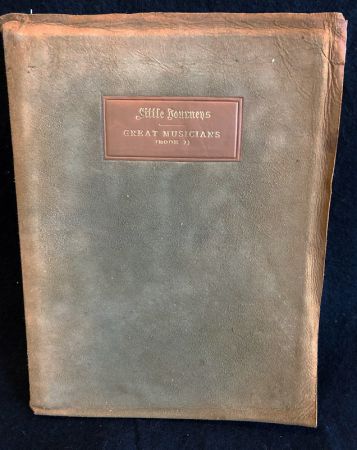 Little Journeys
GREAT MUSICIANS
(BOOK 2)